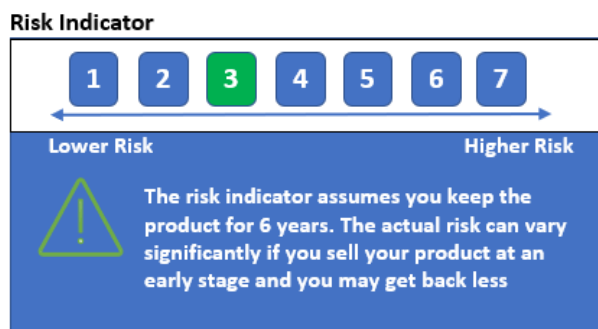 Risk Indicator
1 2 3 4 5 6 7
Lower Risk Higher Risk
The risk indicator assumes you keep the
product for 6 years. The actual risk can vary
significantly if you sell your product at an
early stage and you may get back less